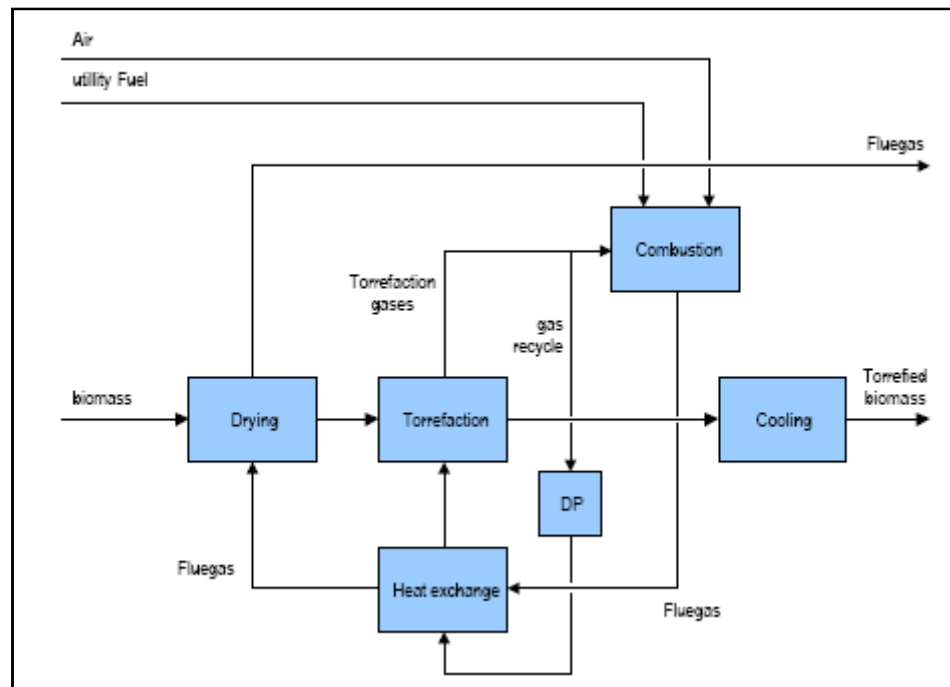 Air
utility Fuel
Fluegas
Combustion
Torrefaction
gases
gas
recycle
biomass
Drying
Torrefaction
Cooling
Torrefied
biomass
DP
Fluegas
Heat exchange
Fluegas